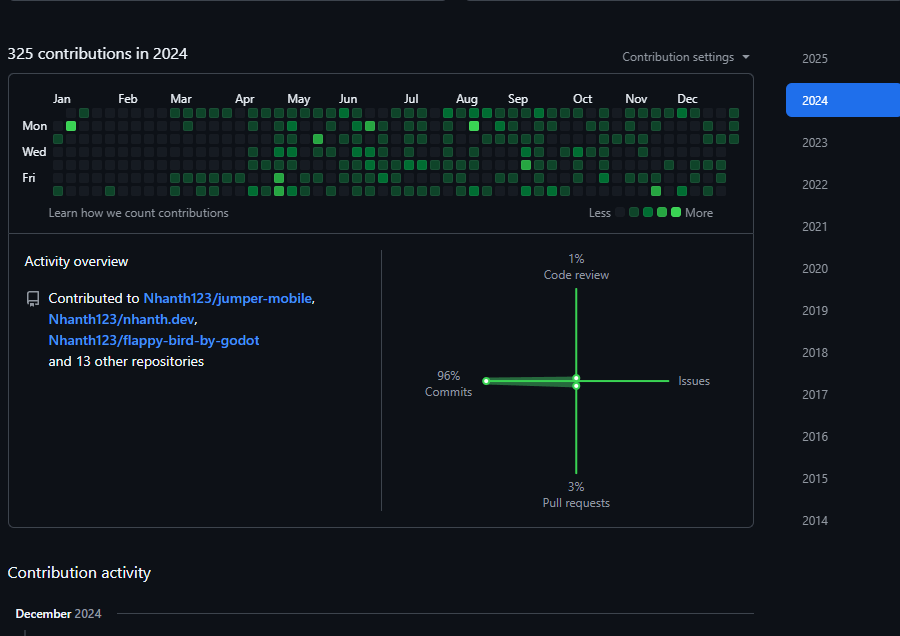 325 contributions in 2024
Contribution settings
Jan Feb Mar Apr May Jun Jul Aug Sep Oct Nov Dec
Mon
Wed
Fri
Learn how we count contributions
Less More
Activity overview
Contributed to Nhanth123/jumper-mobile,
Nhanth123/nhanth.dev,
Nhanth123/flappy-bird-by-godot
and 13 other repositories
1%
Code review
96%
Commits
Issues
3%
Pull requests
Contribution activity
December 2024
2025
2024
2023
2022
2021
2020
2019
2018
2017
2016
2015
2014